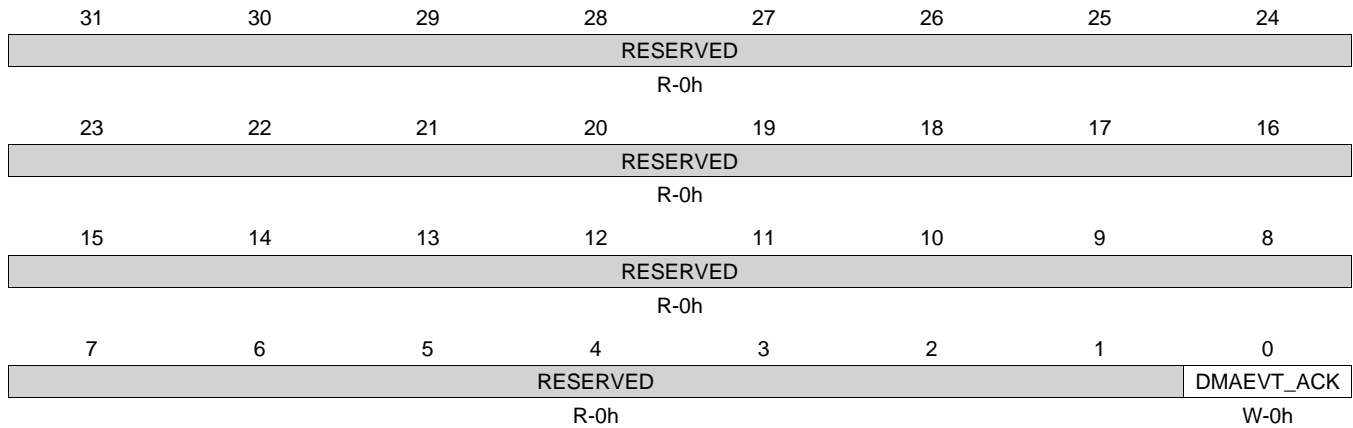 31 30 29 28 27 26 25 24
RESERVED
R-0h
23 22 21 20 19 18 17 16
RESERVED
R-0h
15 14 13 12 11 10 9 8
RESERVED
R-0h
7 6 5 4 3 2 1 0
RESERVED DMAEVT_ACK
R-0h W-0h